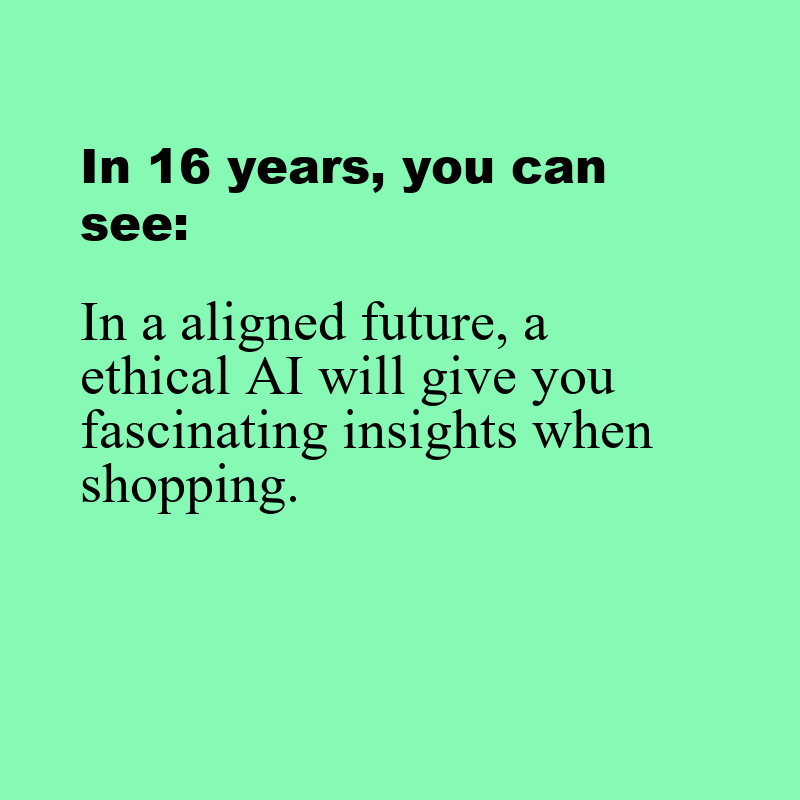 In 16 years, you can
see:
In a aligned future, a
ethical AI will give you
fascinating insights when
shopping.